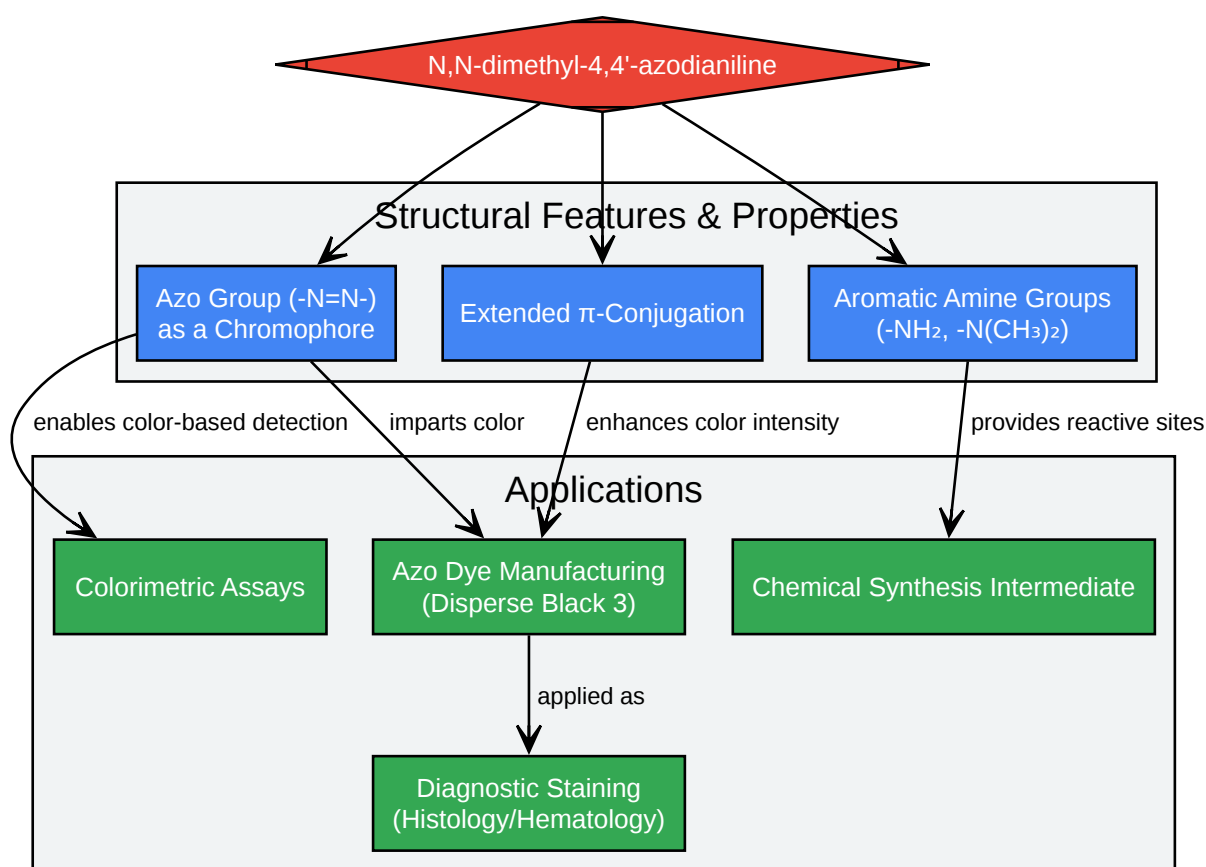 N,N-dimethyl-4,4'-azodianiline
Structural Features & Properties
Azo Group (-N=N-)
as a Chromophore
Extended π-Conjugation
Aromatic Amine Groups
(-NH₂, -N(CH₃)₂)
enables color-based detection
imparts color
enhances color intensity
provides reactive sites
Applications
Colorimetric Assays
Azo Dye Manufacturing
(Disperse Black 3)
Chemical Synthesis Intermediate
applied as
Diagnostic Staining
(Histology/Hematology)